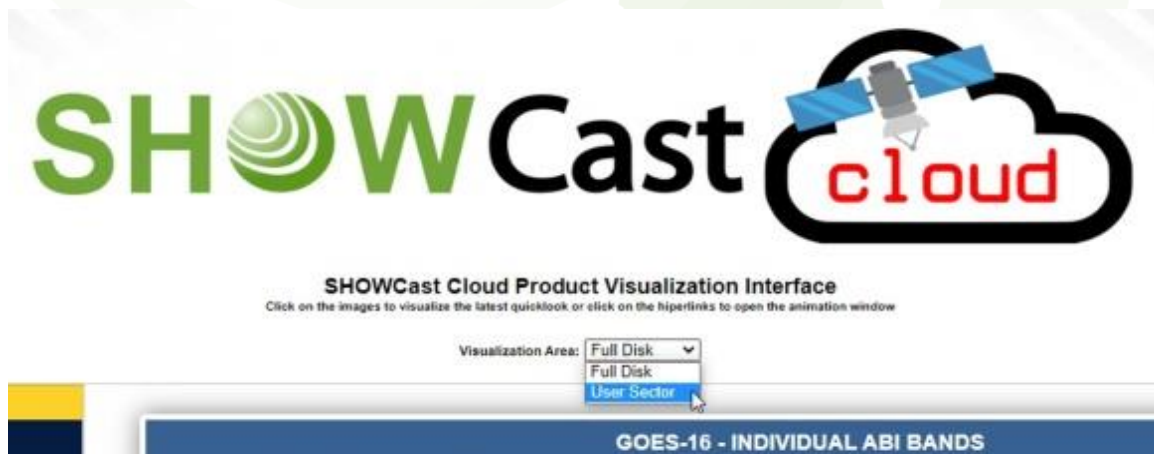 SHOWCast cloud
SHOWCast Cloud Product Visualization Interface
Click on the images to visualize the latest quicklook or click on the hiperlinks to open the animation window
Visualization Area: Full Disk
Full Disk
User Sector
GOES-16 - INDIVIDUAL ABI BANDS